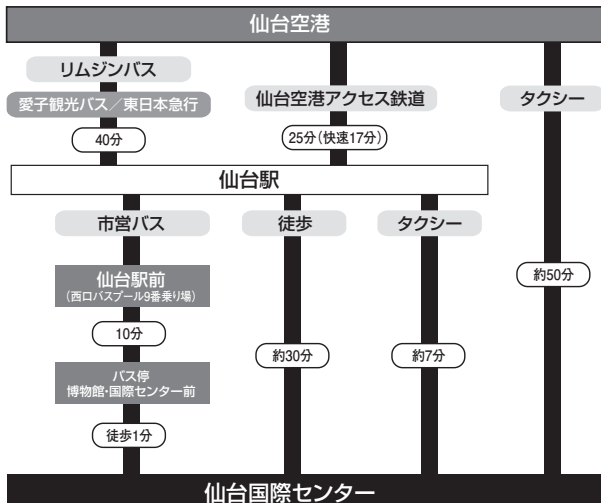 仙台空港
リムジンバス
愛子観光バス／東日本急行
40分
仙台空港アクセス鉄道
25分（快速17分）
タクシー
仙台駅
市営バス
仙台駅前
（西口バスプール9番乗り場）
10分
バス停
博物館・国際センター前
徒歩1分
徒歩
約30分
タクシー
約7分
約50分
仙台国際センター